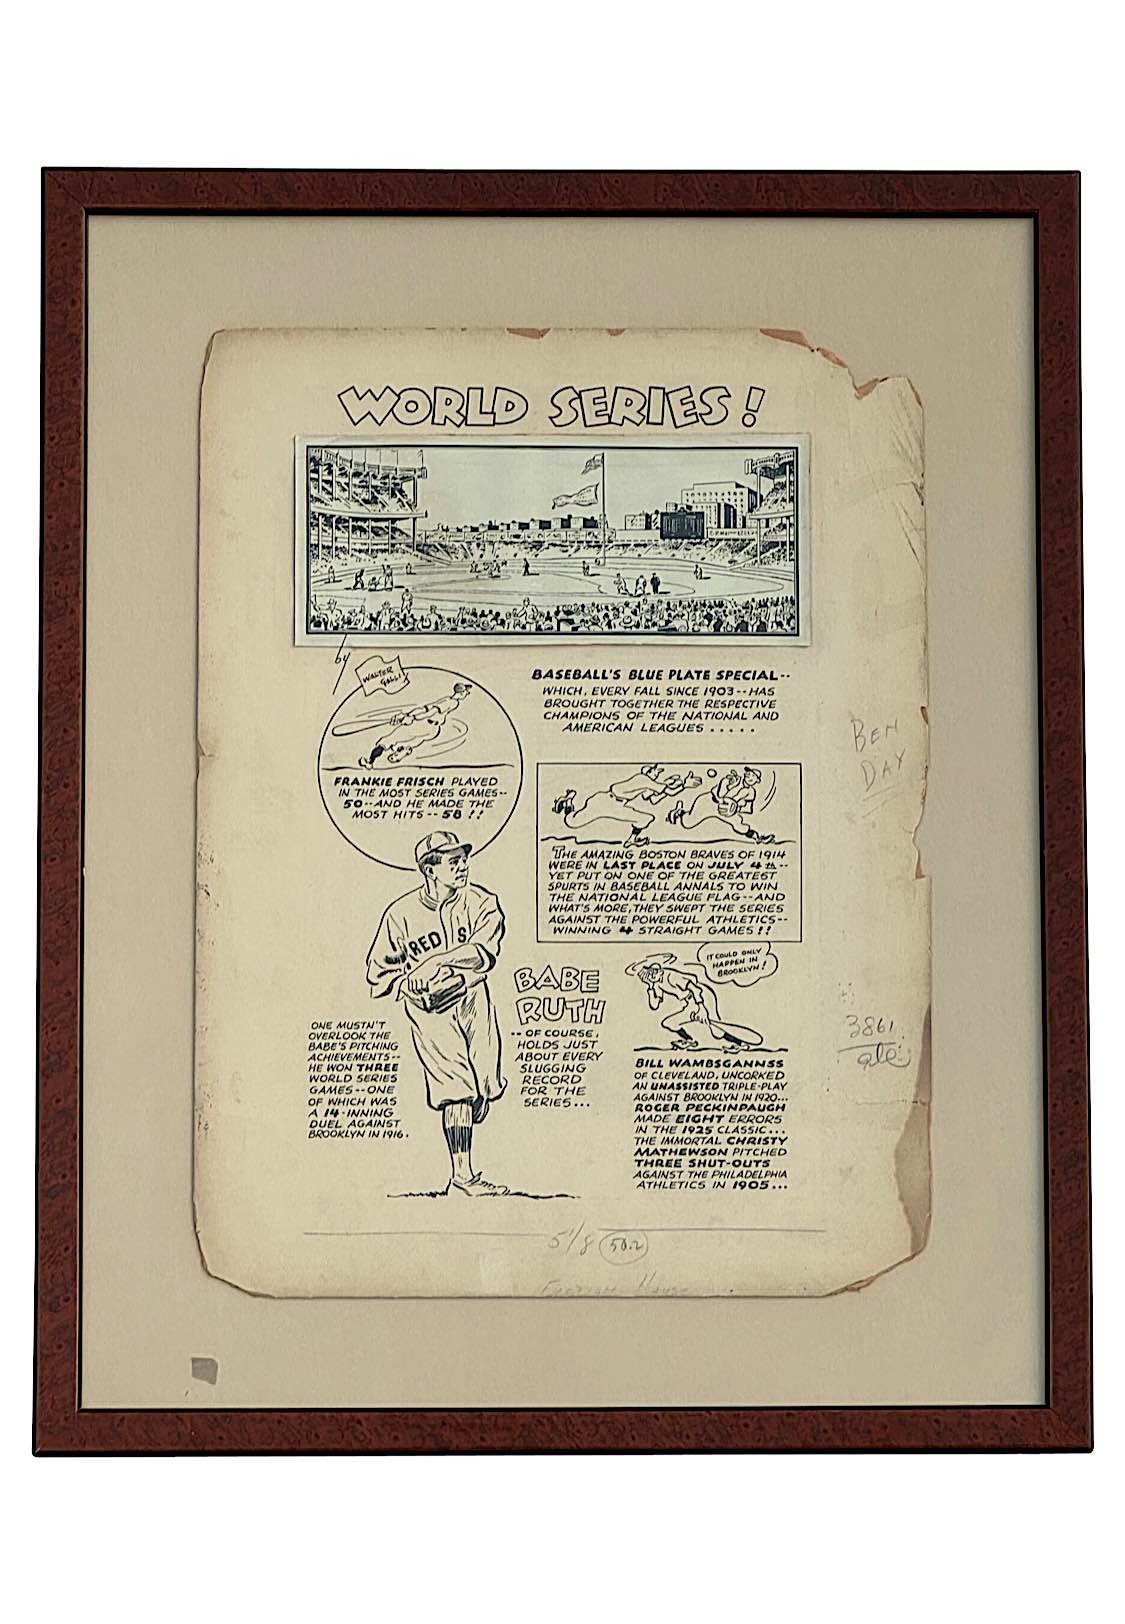 WORLD SERIES!
by
WALTER
GALLI
BASEBALL'S BLUE PLATE SPECIAL--
WHICH, EVERY FALL SINCE 1903--HAS
BROUGHT TOGETHER THE RESPECTIVE
CHAMPIONS OF THE NATIONAL AND
AMERICAN LEAGUES.....
FRANKIE FRISCH PLAYED
IN THE MOST SERIES GAMES--
50--AND HE MADE THE
MOST HITS--58!!
THE AMAZING BOSTON BRAVES OF 1914
WERE IN LAST PLACE ON JULY 4th--
YET PUT ON ONE OF THE GREATEST
SPURTS IN BASEBALL ANNALS TO WIN
THE NATIONAL LEAGUE FLAG--AND
WHAT'S MORE, THEY SWEPT THE SERIES
AGAINST THE POWERFUL ATHLETICS--
WINNING 4 STRAIGHT GAMES!!
RED S
BABE
RUTH
--OF COURSE,
HOLDS JUST
ABOUT EVERY
SLUGGING
RECORD
FOR THE
SERIES...
ONE MUSTN'T
OVERLOOK THE
BABE'S PITCHING
ACHIEVEMENTS--
HE WON THREE
WORLD SERIES
GAMES--ONE
OF WHICH WAS
A 14-INNING
DUEL AGAINST
BROOKLYN IN 1916.
IT COULD ONLY
HAPPEN IN
BROOKLYN!
BILL WAMBSGANNSS
OF CLEVELAND, UNCORKED
AN UNASSISTED TRIPLE-PLAY
AGAINST BROOKLYN IN 1920...
ROGER PECKINPAUGH
MADE EIGHT ERRORS
IN THE 1925 CLASSIC...
THE IMMORTAL CHRISTY
MATHEWSON PITCHED
THREE SHUT-OUTS
AGAINST THE PHILADELPHIA
ATHLETICS IN 1905...
BEN
DAY
3861
5 1/8 50.2
House